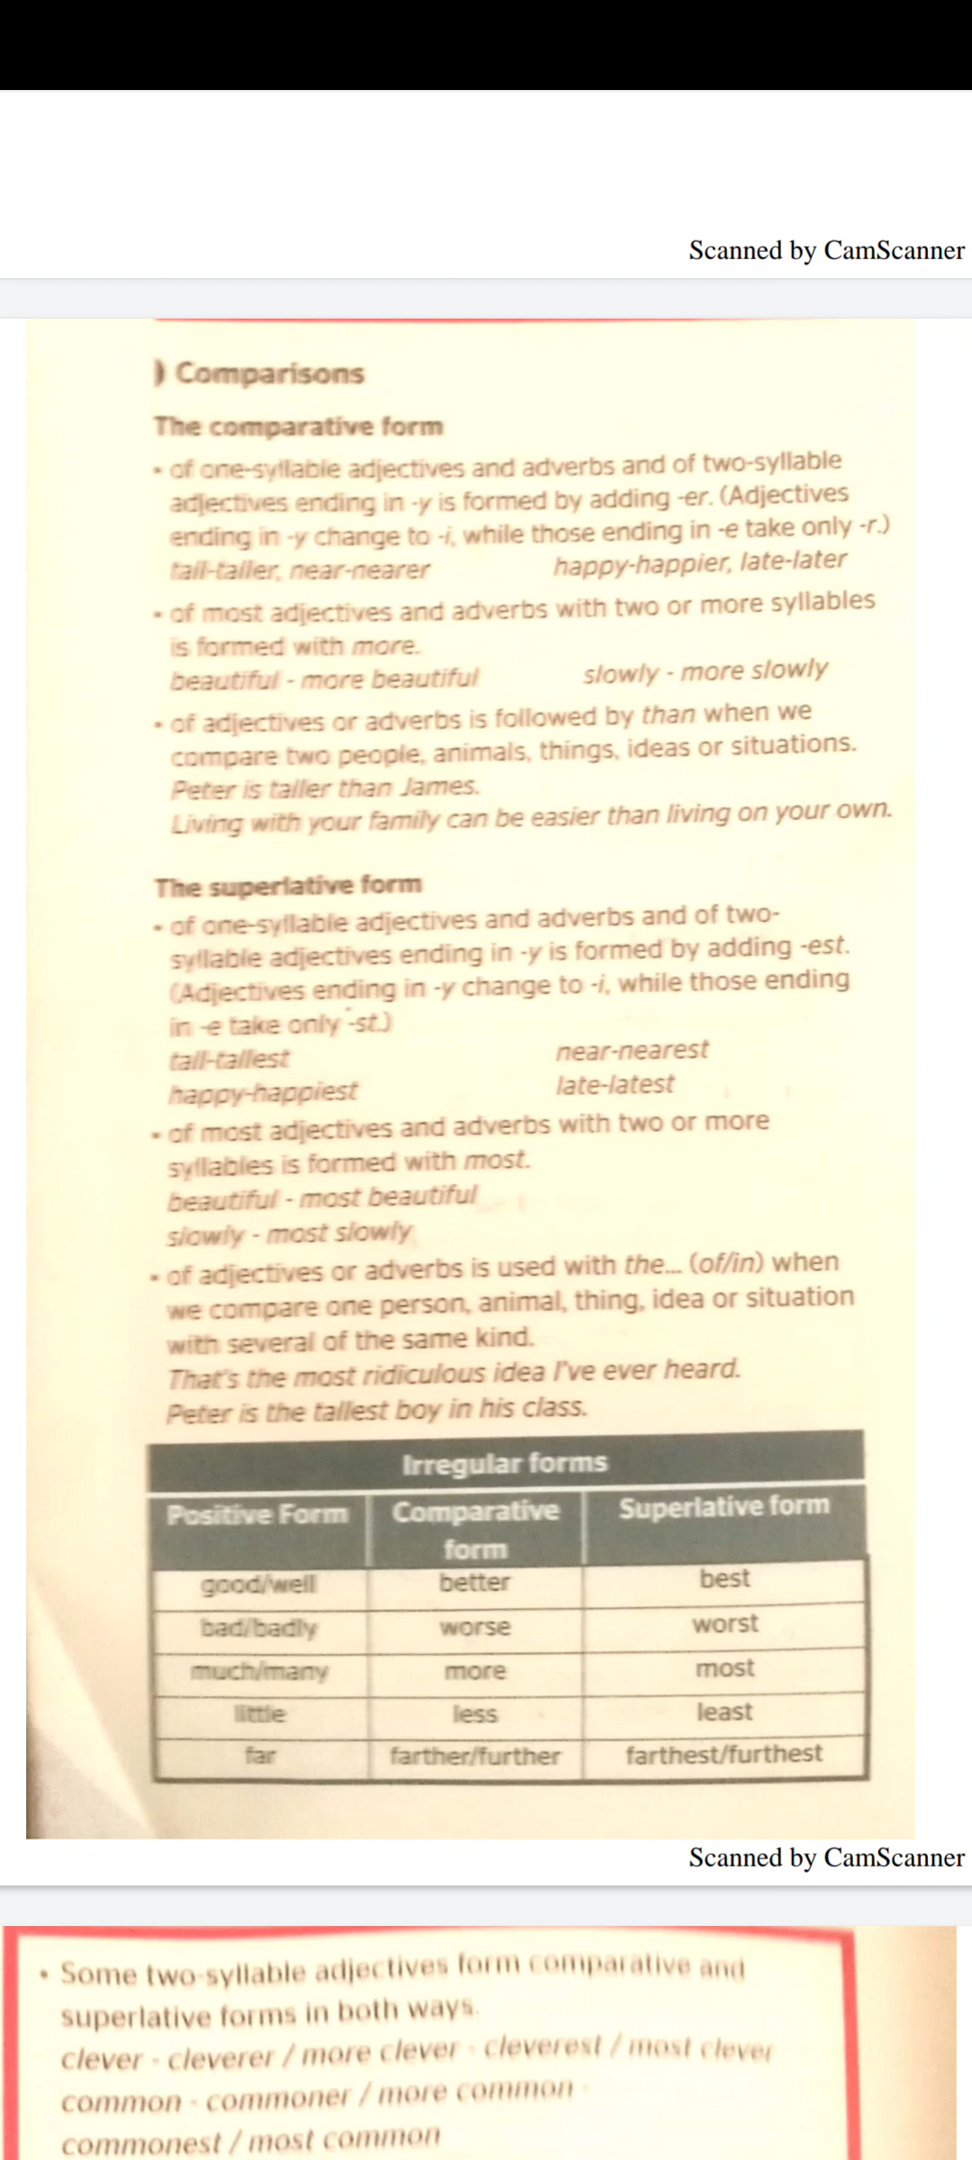 Scanned by CamScanner
) Comparisons
The comparative form
• of one-syllable adjectives and adverbs and of two-syllable
adjectives ending in -y is formed by adding -er. (Adjectives
ending in -y change to -i, while those ending in -e take only -r.)
tall-taller, near-nearer happy-happier, late-later
• of most adjectives and adverbs with two or more syllables
is formed with more.
beautiful - more beautiful slowly - more slowly
• of adjectives or adverbs is followed by than when we
compare two people, animals, things, ideas or situations.
Peter is taller than James.
Living with your family can be easier than living on your own.
The superlative form
• of one-syllable adjectives and adverbs and of two-
syllable adjectives ending in -y is formed by adding -est.
(Adjectives ending in -y change to -i, while those ending
in -e take only -st.)
tall-tallest near-nearest
happy-happiest late-latest
• of most adjectives and adverbs with two or more
syllables is formed with most.
beautiful - most beautiful
slowly - most slowly
• of adjectives or adverbs is used with the... (of/in) when
we compare one person, animal, thing, idea or situation
with several of the same kind.
That's the most ridiculous idea I've ever heard.
Peter is the tallest boy in his class.
Irregular forms
Positive Form Comparative form Superlative form
good/well better best
bad/badly worse worst
much/many more most
little less least
far farther/further farthest/furthest
Scanned by CamScanner
• Some two-syllable adjectives form comparative and
superlative forms in both ways.
clever - cleverer / more clever - cleverest / most clever
common - commoner / more common -
commonest / most common